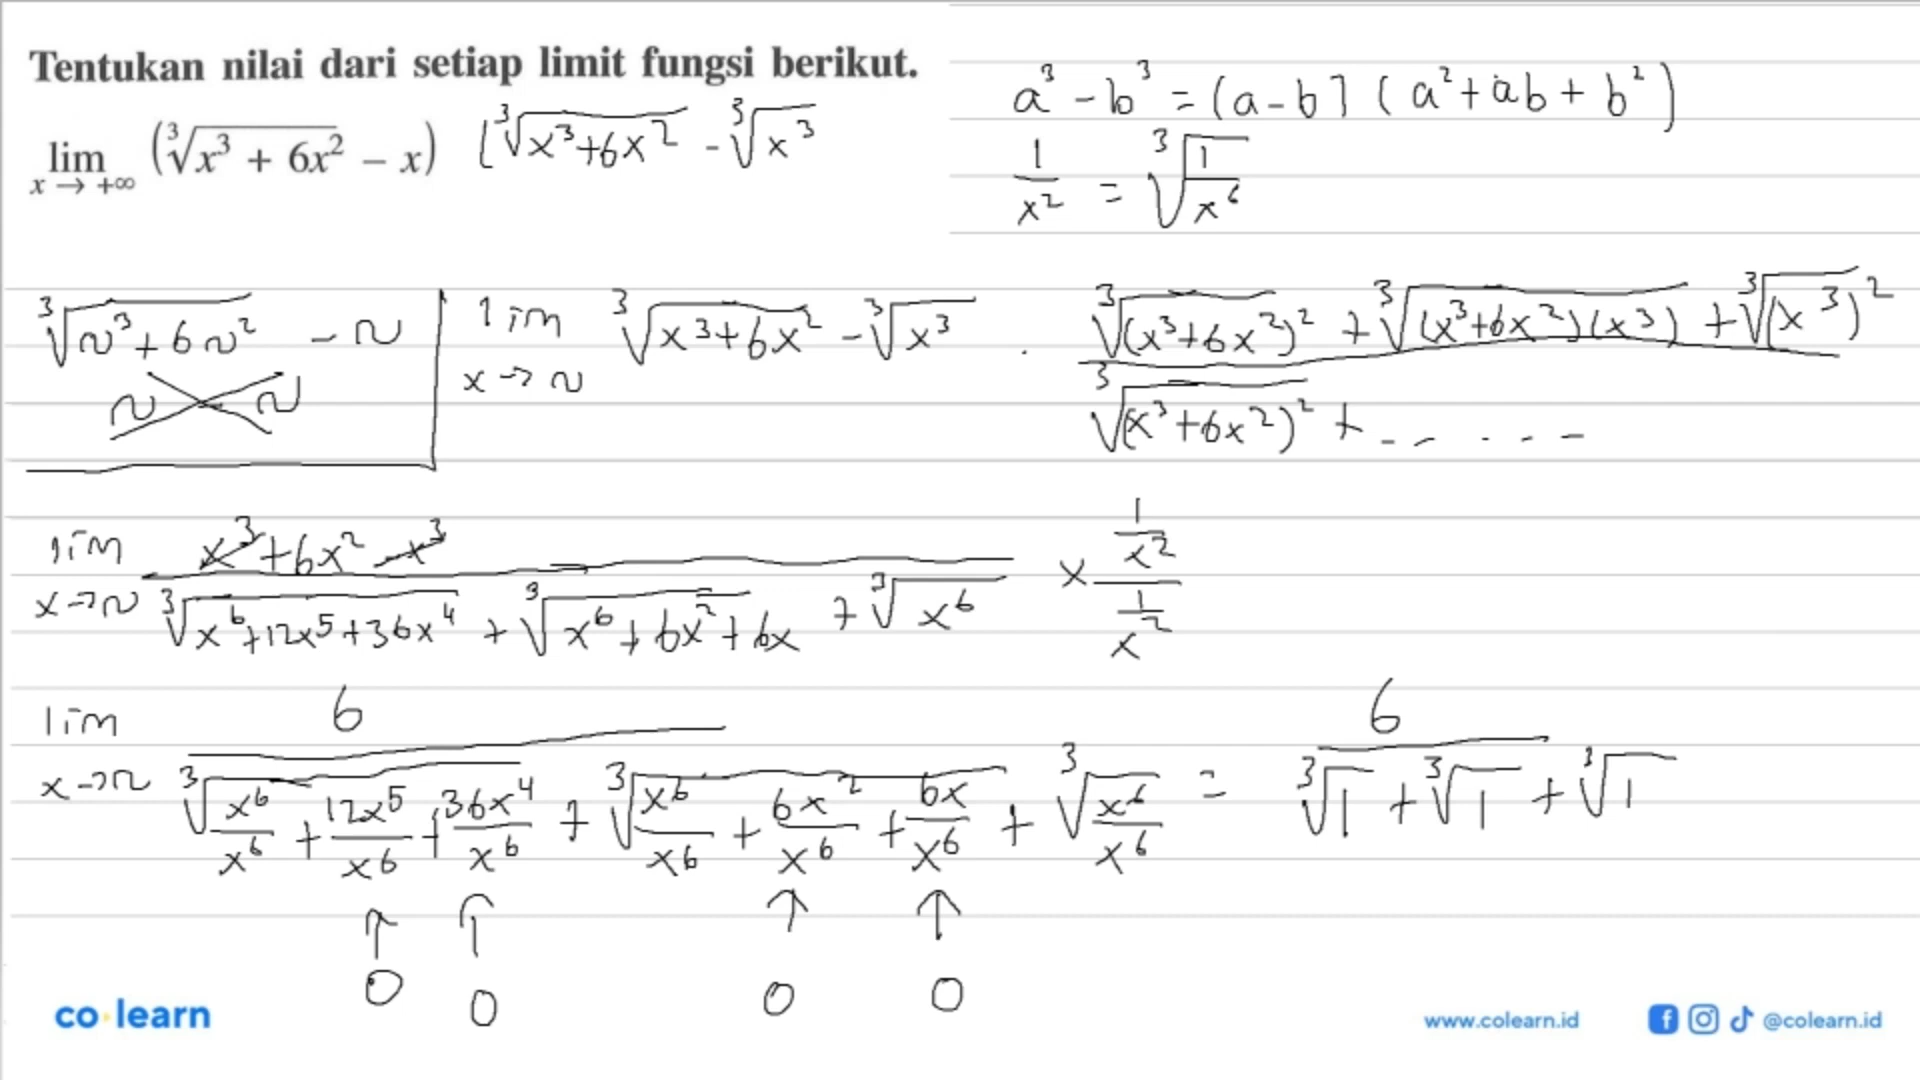 Tentukan nilai dari setiap limit fungsi berikut.
lim x → +∞ (∛(x³ + 6x²) − x) (∛(x³+6x²) - ∛(x³)
a³ - b³ = (a-b) (a²+ab+b²)
1/x² = ∛(1/x⁶)
∛(∞³+6∞²) - ∞
∞ ∞
lim x→∞ ∛(x³+6x²) - ∛(x³) . (∛((x³+6x²)²) + ∛((x³+6x²)(x³)) + ∛(x³)²) / (∛((x³+6x²)²) + - - - - -)
lim x→∞ (x³+6x²-x³) / (∛(x⁶+12x⁵+36x⁴) + ∛(x⁶+6x²+6x) + ∛(x⁶)) × (1/x²)/(1/x²)
lim x→∞ 6 / (∛(x⁶/x⁶ + 12x⁵/x⁶ + 36x⁴/x⁶) + ∛(x⁶/x⁶ + 6x²/x⁶ + 6x/x⁶) + ∛(x⁶/x⁶)) = 6 / (∛1 + ∛1 + ∛1)
↑ ↑ ↑ ↑
0 0 0 0
co learn
www.colearn.id @colearn.id